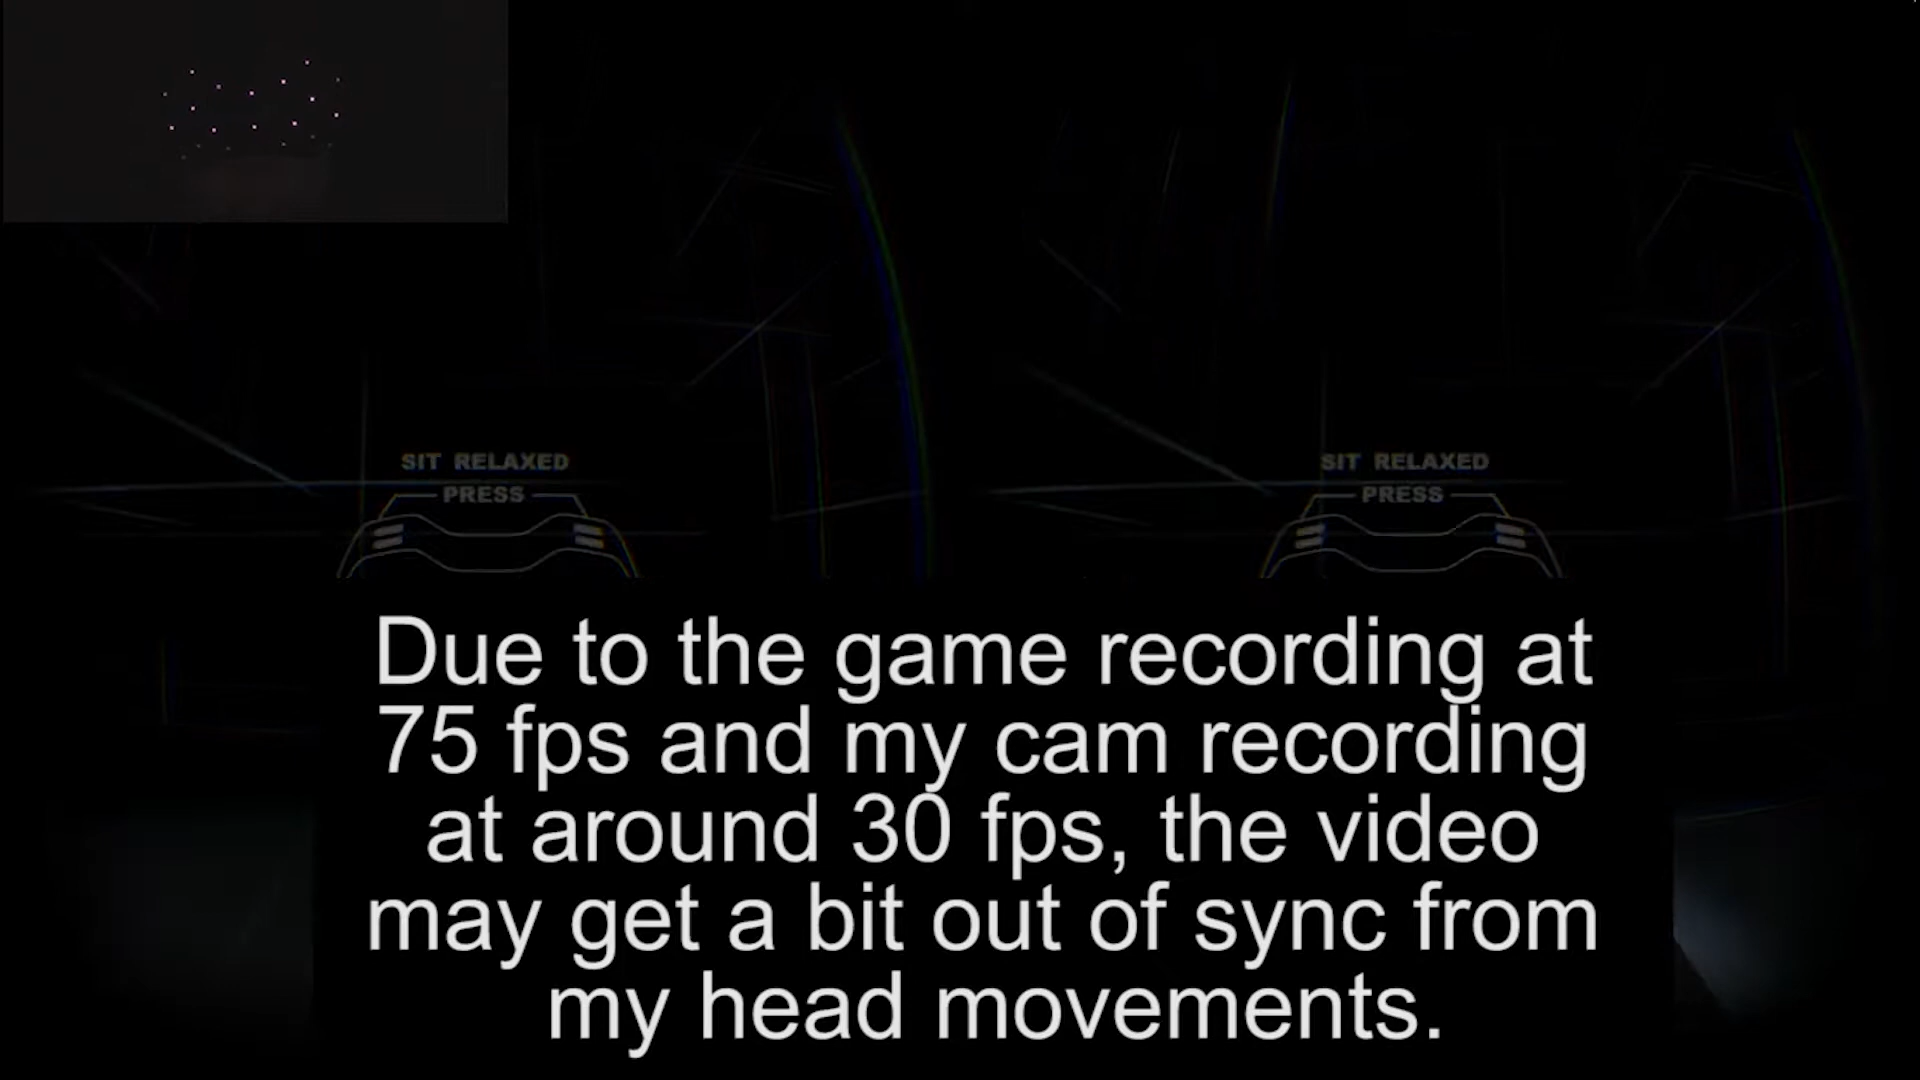 SIT RELAXED
PRESS
SIT RELAXED
PRESS
Due to the game recording at
75 fps and my cam recording
at around 30 fps, the video
may get a bit out of sync from
my head movements.